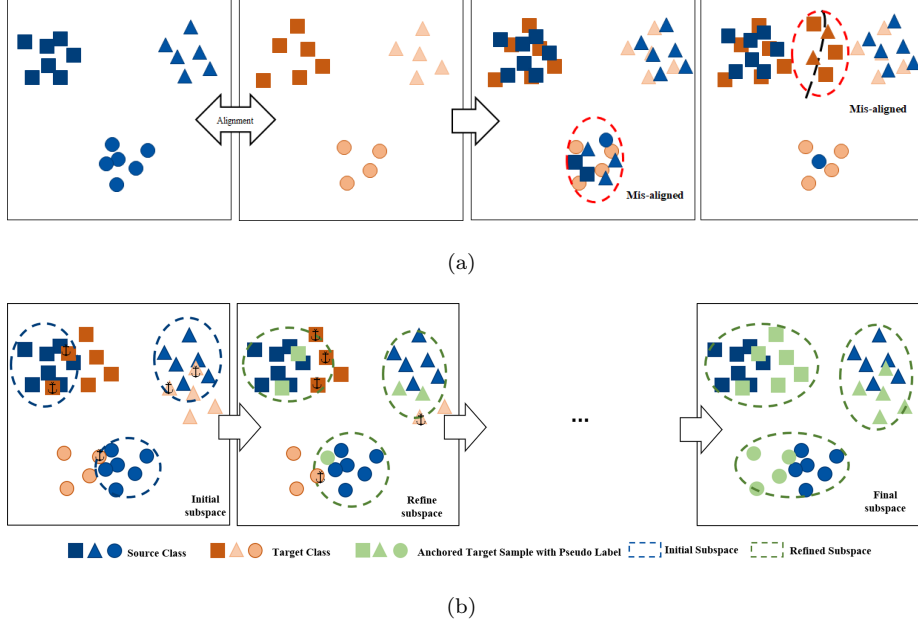 Alignment
Mis-aligned
Mis-aligned
(a)
Initial
subspace
Refine
subspace
...
Final
subspace
Source Class
Target Class
Anchored Target Sample with Pseudo Label
Initial Subspace
Refined Subspace
(b)